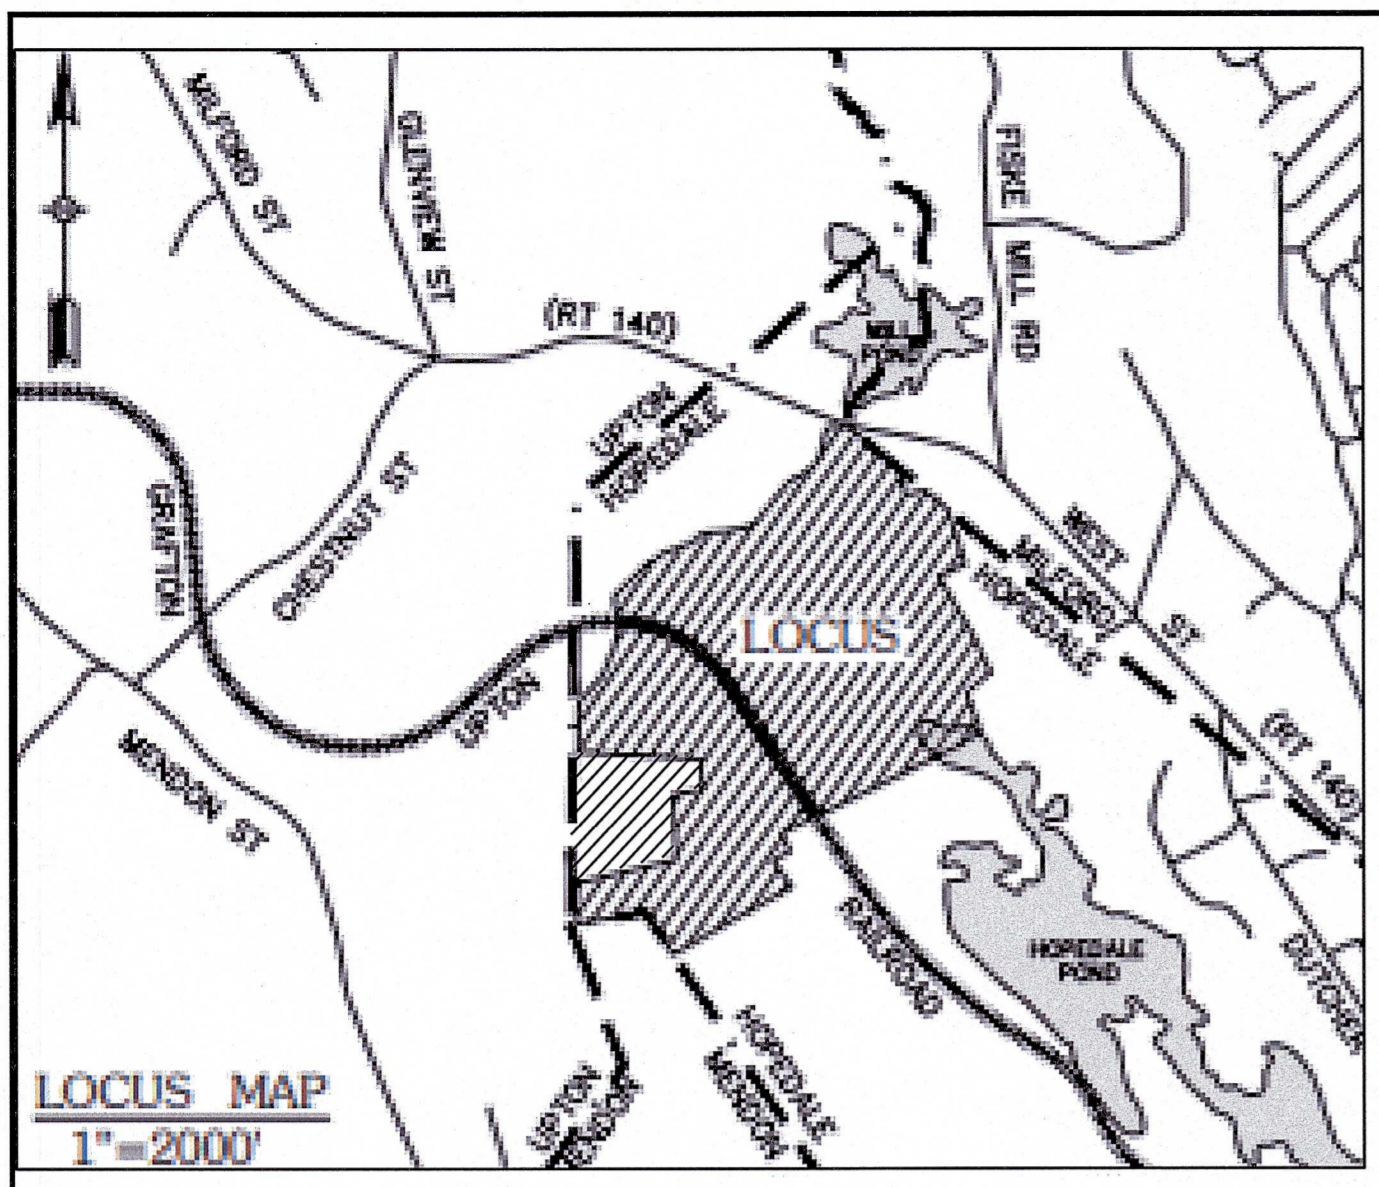 MILFORD ST
GLENVIEW ST
FISKE MILL RD
(RT 140)
MILL
POND
UPTON
HOPEDALE
GRAFTON
CHESTNUT ST
WEST ST
MILFORD
HOPEDALE
LOCUS
UPTON
(RT 140)
MENDON ST
RAILROAD
HOPEDALE
POND
DUTCHER
HOPEDALE
MENDON
UPTON
MENDON
LOCUS MAP
1"=2000'